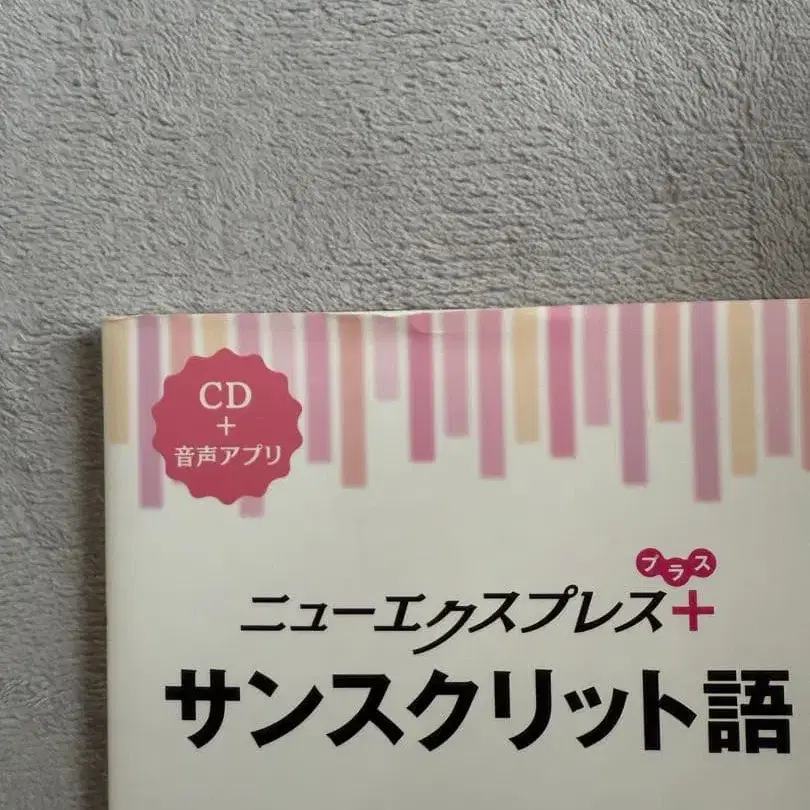 CD
+
音声アプリ
プラス
ニューエクスプレス+
サンスクリット語